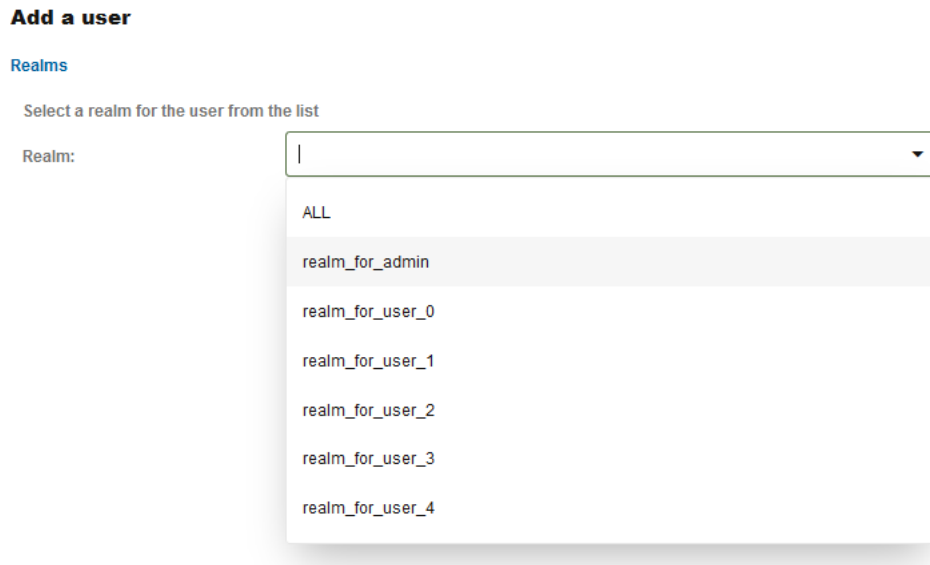 Add a user
Realms
Select a realm for the user from the list
Realm:
ALL
realm_for_admin
realm_for_user_0
realm_for_user_1
realm_for_user_2
realm_for_user_3
realm_for_user_4